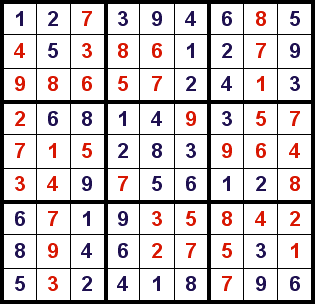 1 2 7 3 9 4 6 8 5
4 5 3 8 6 1 2 7 9
9 8 6 5 7 2 4 1 3
2 6 8 1 4 9 3 5 7
7 1 5 2 8 3 9 6 4
3 4 9 7 5 6 1 2 8
6 7 1 9 3 5 8 4 2
8 9 4 6 2 7 5 3 1
5 3 2 4 1 8 7 9 6